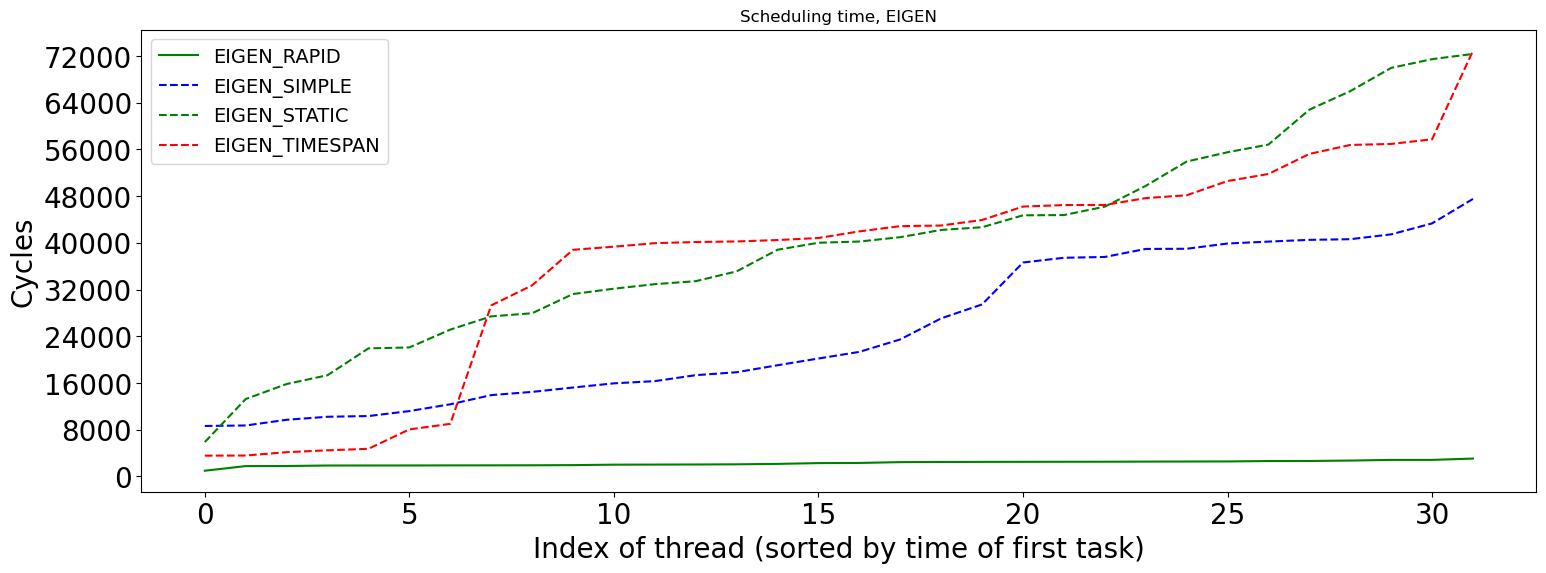 Scheduling time, EIGEN
EIGEN_RAPID
EIGEN_SIMPLE
EIGEN_STATIC
EIGEN_TIMESPAN
Cycles
72000
64000
56000
48000
40000
32000
24000
16000
8000
0
0 5 10 15 20 25 30
Index of thread (sorted by time of first task)